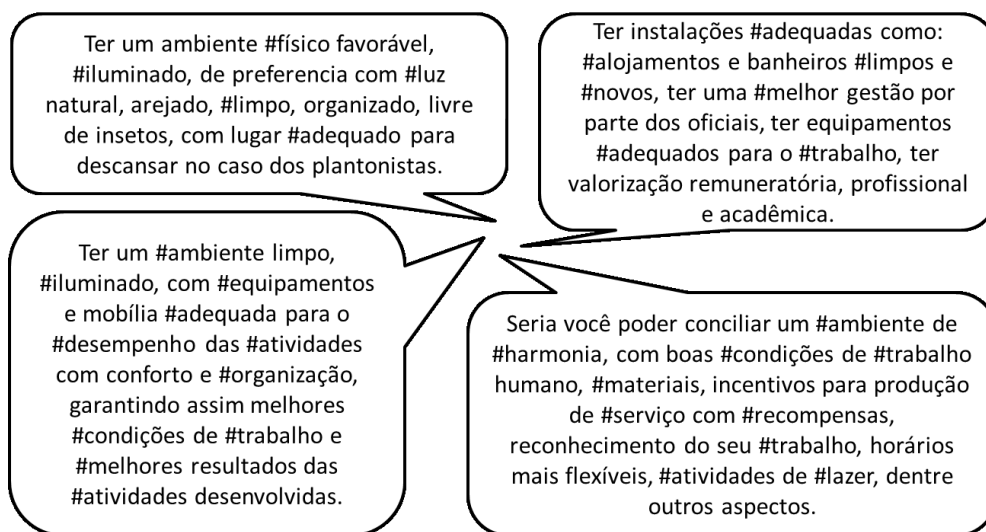 Ter um ambiente #físico favorável,
#iluminado, de preferencia com #luz
natural, arejado, #limpo, organizado, livre
de insetos, com lugar #adequado para
descansar no caso dos plantonistas.
Ter instalações #adequadas como:
#alojamentos e banheiros #limpos e
#novos, ter uma #melhor gestão por
parte dos oficiais, ter equipamentos
#adequados para o #trabalho, ter
valorização remuneratória, profissional
e acadêmica.
Ter um #ambiente limpo,
#iluminado, com #equipamentos
e mobília #adequada para o
#desempenho das #atividades
com conforto e #organização,
garantindo assim melhores
#condições de #trabalho e
#melhores resultados das
#atividades desenvolvidas.
Seria você poder conciliar um #ambiente de
#harmonia, com boas #condições de #trabalho
humano, #materiais, incentivos para produção
de #serviço com #recompensas,
reconhecimento do seu #trabalho, horários
mais flexíveis, #atividades de #lazer, dentre
outros aspectos.